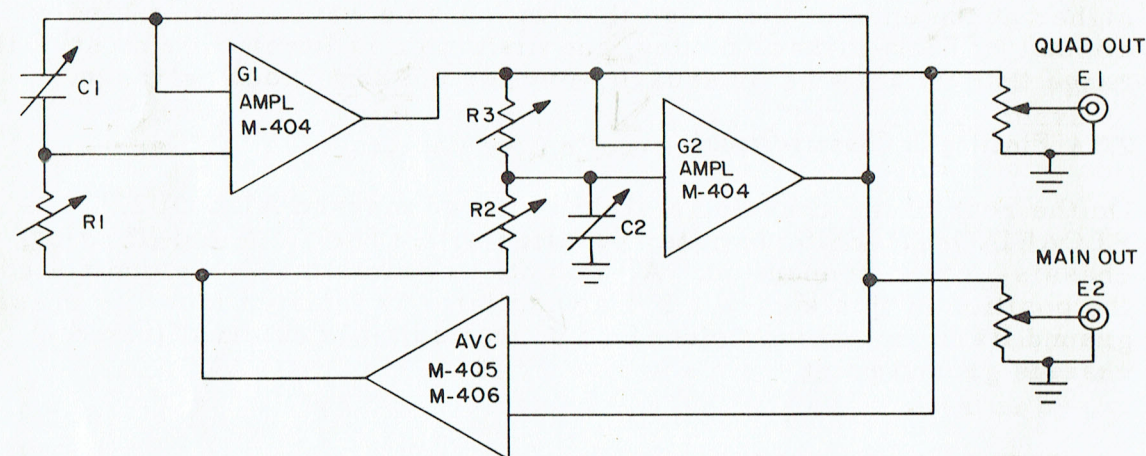 QUAD OUT
E1
C1
G1
AMPL
M-404
R3
G2
AMPL
M-404
R1
R2
C2
MAIN OUT
E2
AVC
M-405
M-406